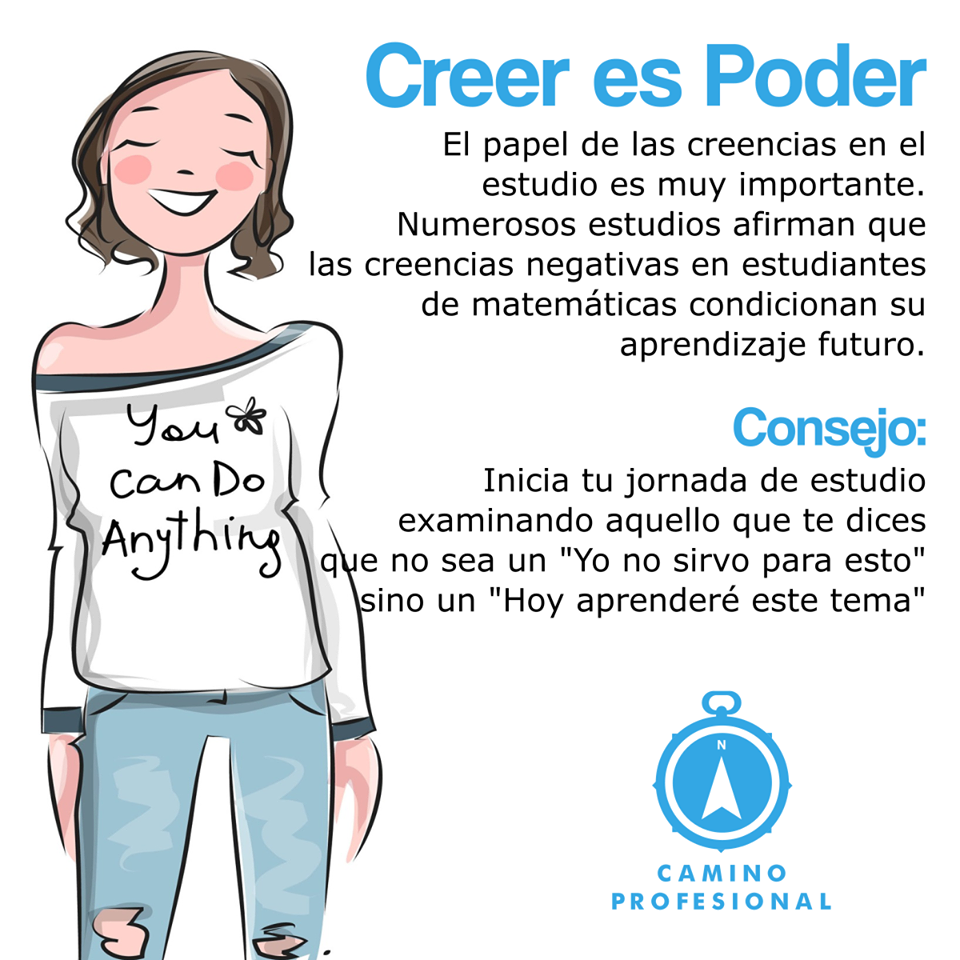 Creer es Poder
El papel de las creencias en el
estudio es muy importante.
Numerosos estudios afirman que
las creencias negativas en estudiantes
de matemáticas condicionan su
aprendizaje futuro.
You
can Do
Anything
Consejo:
Inicia tu jornada de estudio
examinando aquello que te dices
que no sea un "Yo no sirvo para esto"
sino un "Hoy aprenderé este tema"
N
CAMINO
PROFESIONAL